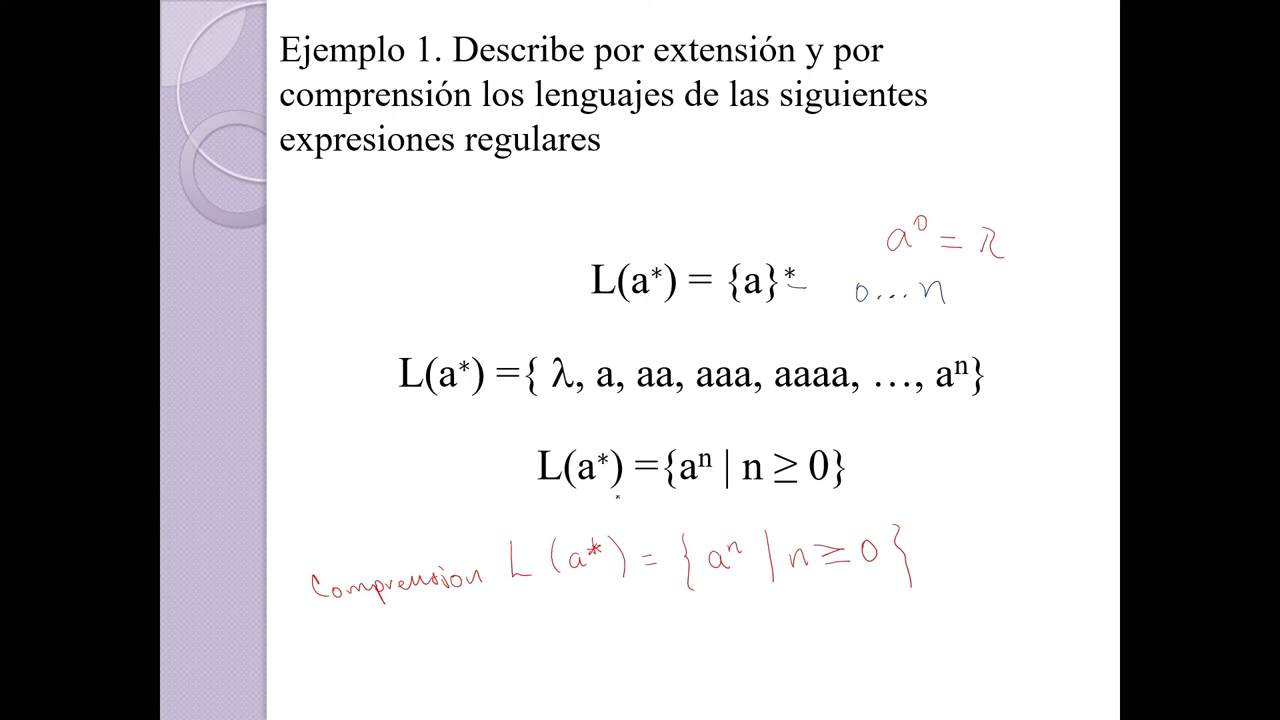 Ejemplo 1. Describe por extensión y por
comprensión los lenguajes de las siguientes
expresiones regulares
a⁰ = λ
L(a*) = {a}*
0...n
L(a*) ={ λ, a, aa, aaa, aaaa, …, aⁿ}
L(a*) ={aⁿ | n ≥ 0}
Comprension L (a*) = { aⁿ | n ≥ 0 }